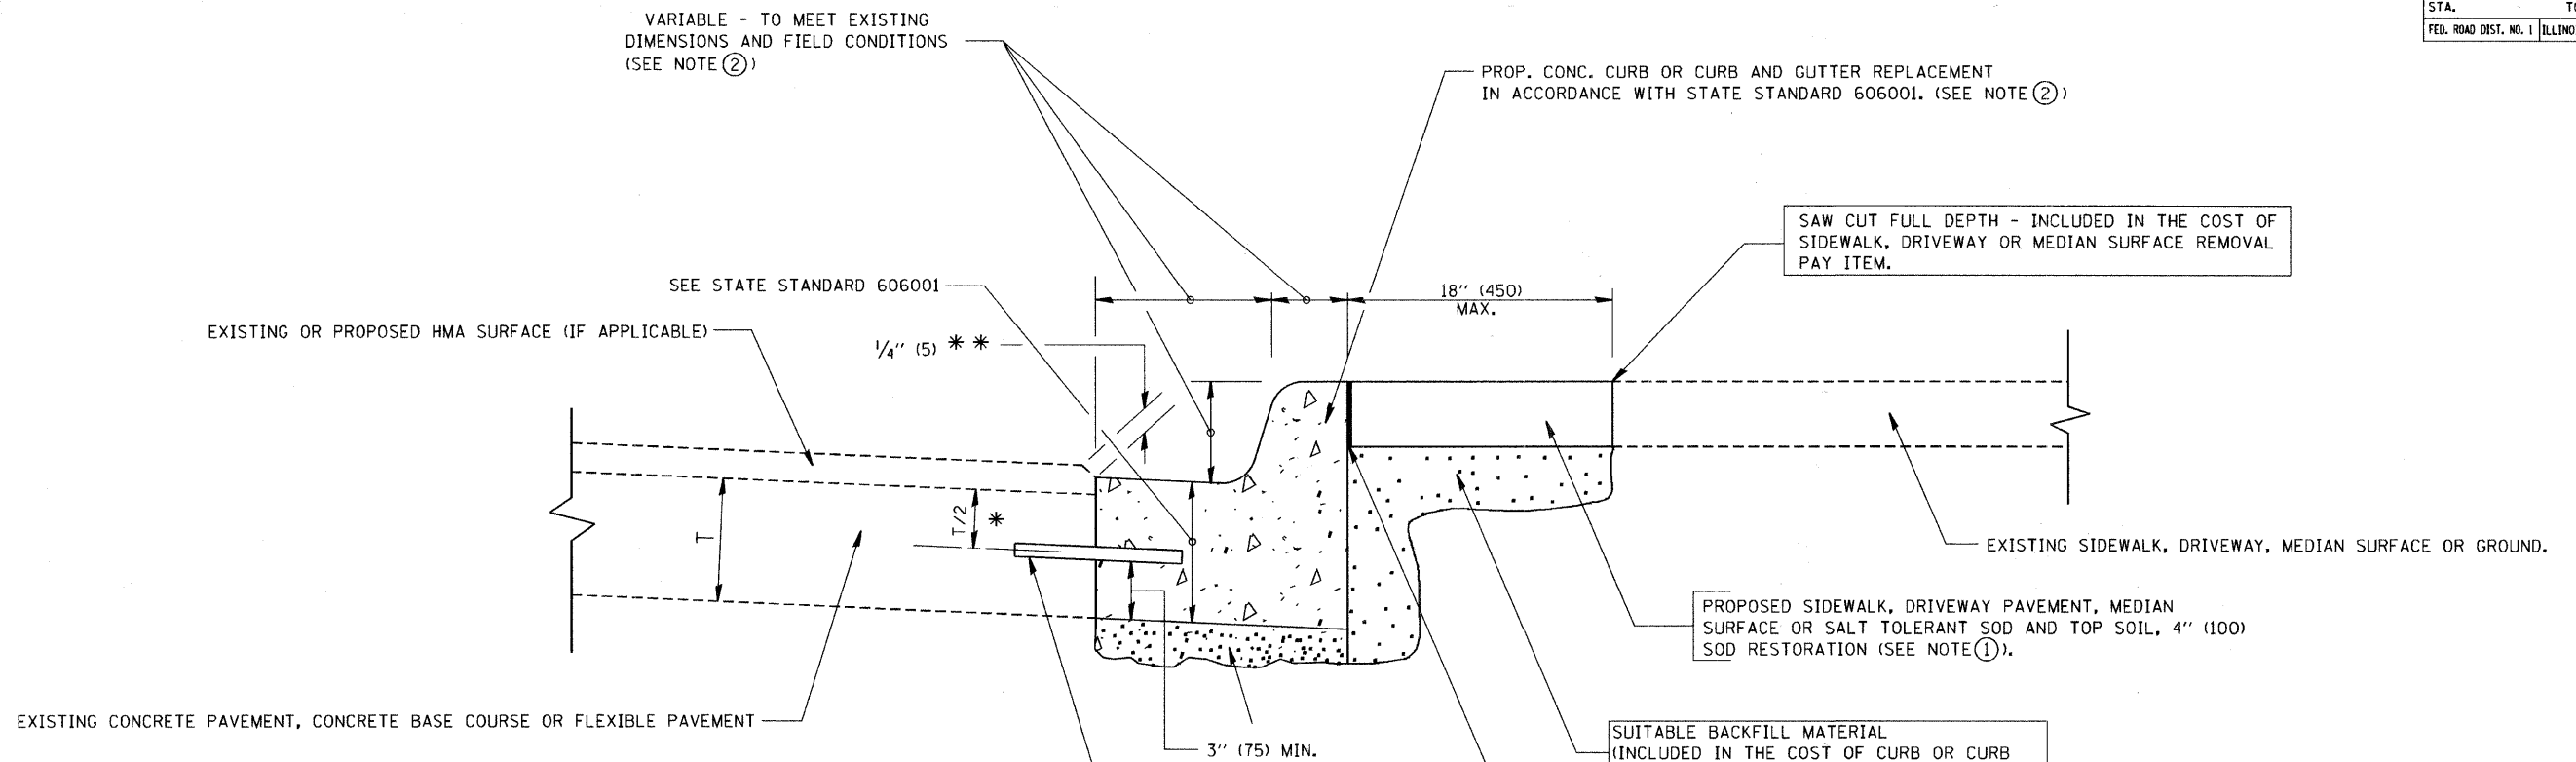 STA.
FED. ROAD DIST. NO. 1
VARIABLE - TO MEET EXISTING
DIMENSIONS AND FIELD CONDITIONS
(SEE NOTE 2)
PROP. CONC. CURB OR CURB AND GUTTER REPLACEMENT
IN ACCORDANCE WITH STATE STANDARD 606001. (SEE NOTE 2)
SAW CUT FULL DEPTH - INCLUDED IN THE COST OF
SIDEWALK, DRIVEWAY OR MEDIAN SURFACE REMOVAL
PAY ITEM.
SEE STATE STANDARD 606001
18" (450)
MAX.
EXISTING OR PROPOSED HMA SURFACE (IF APPLICABLE)
1/4" (5) * *
T
T/2 *
EXISTING SIDEWALK, DRIVEWAY, MEDIAN SURFACE OR GROUND.
PROPOSED SIDEWALK, DRIVEWAY PAVEMENT, MEDIAN
SURFACE OR SALT TOLERANT SOD AND TOP SOIL, 4" (100)
SOD RESTORATION (SEE NOTE 1).
EXISTING CONCRETE PAVEMENT, CONCRETE BASE COURSE OR FLEXIBLE PAVEMENT
3" (75) MIN.
SUITABLE BACKFILL MATERIAL
(INCLUDED IN THE COST OF CURB OR CURB